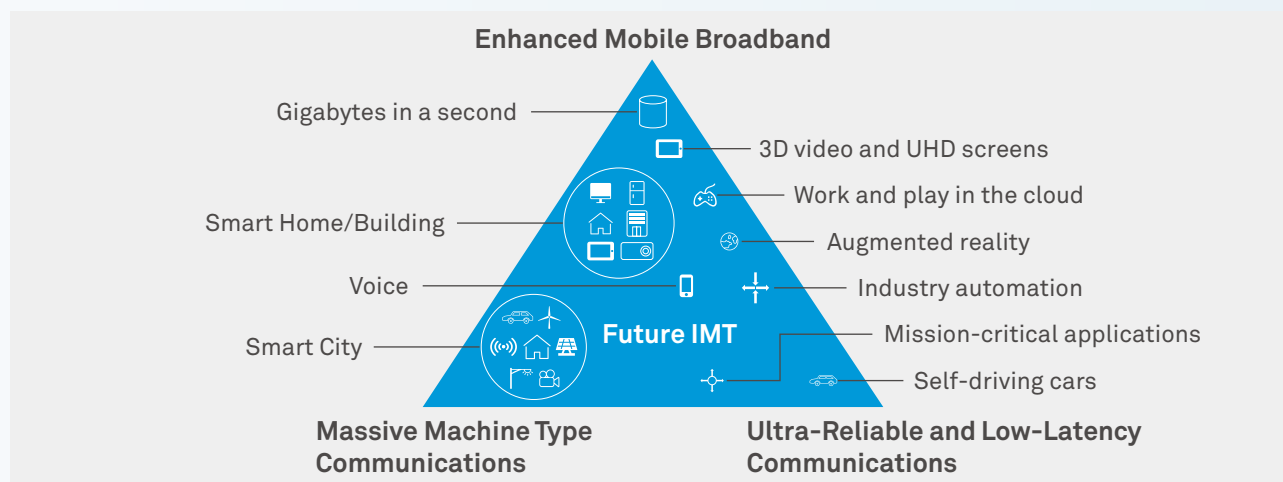 Enhanced Mobile Broadband
Gigabytes in a second
3D video and UHD screens
Work and play in the cloud
Smart Home/Building
Augmented reality
Voice
Industry automation
Future IMT
Mission-critical applications
Smart City
Self-driving cars
Massive Machine Type
Communications
Ultra-Reliable and Low-Latency
Communications